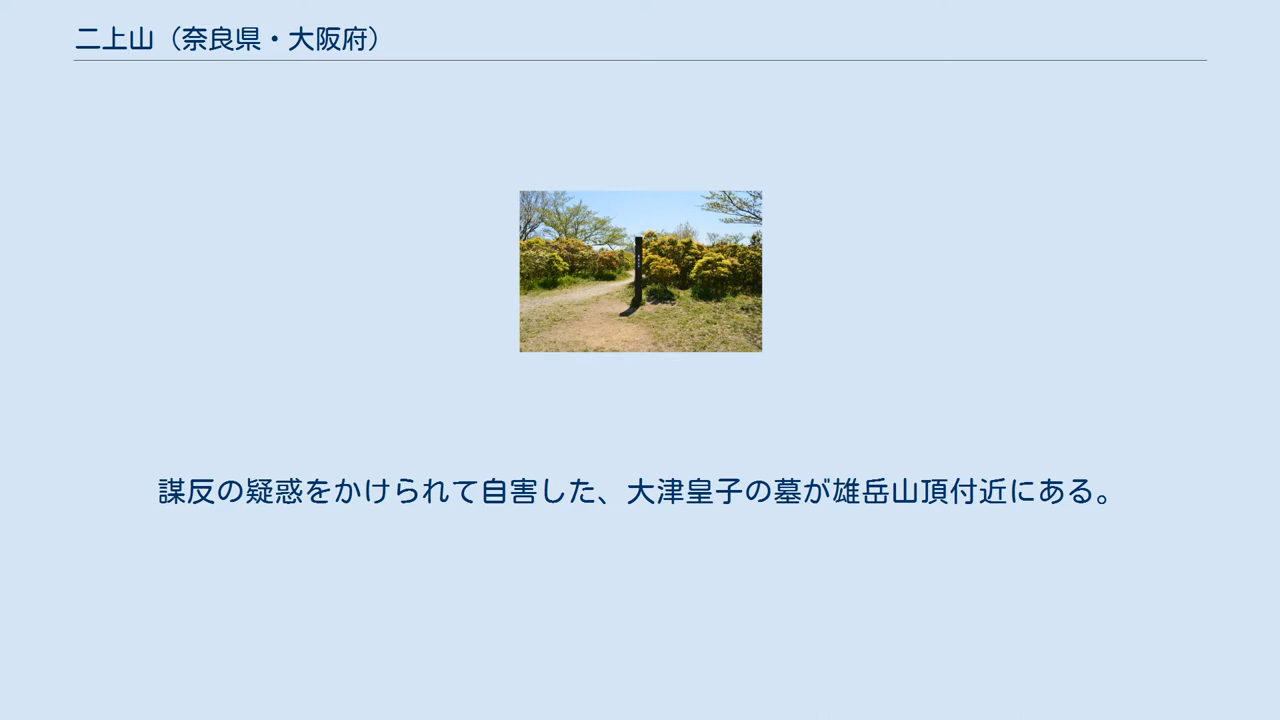 二上山（奈良県・大阪府）
謀反の疑惑をかけられて自害した、大津皇子の墓が雄岳山頂付近にある。